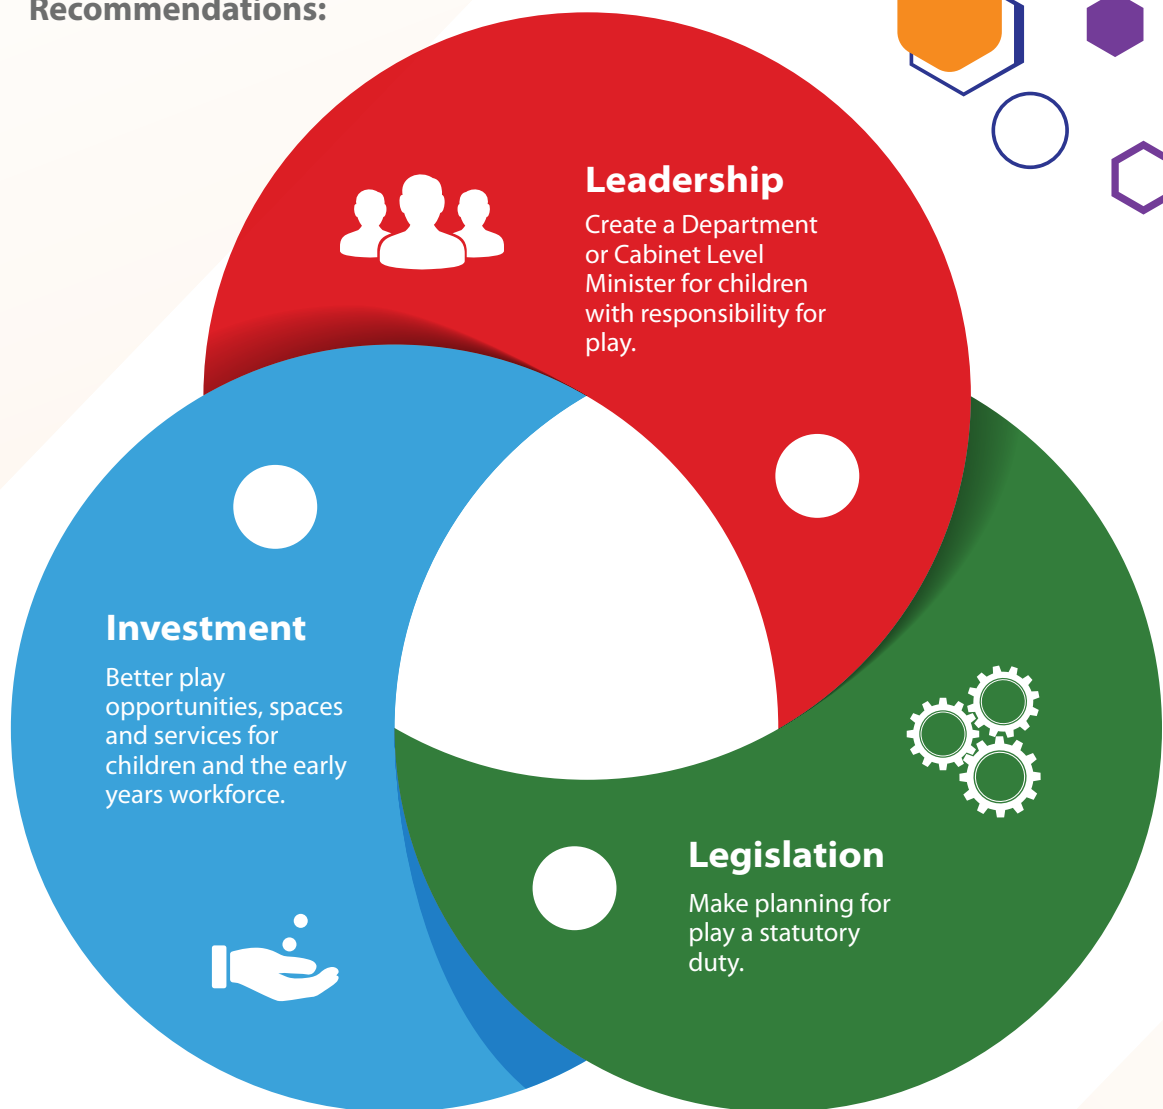 Recommendations:
Leadership
Create a Department
or Cabinet Level
Minister for children
with responsibility for
play.
Investment
Better play
opportunities, spaces
and services for
children and the early
years workforce.
Legislation
Make planning for
play a statutory
duty.